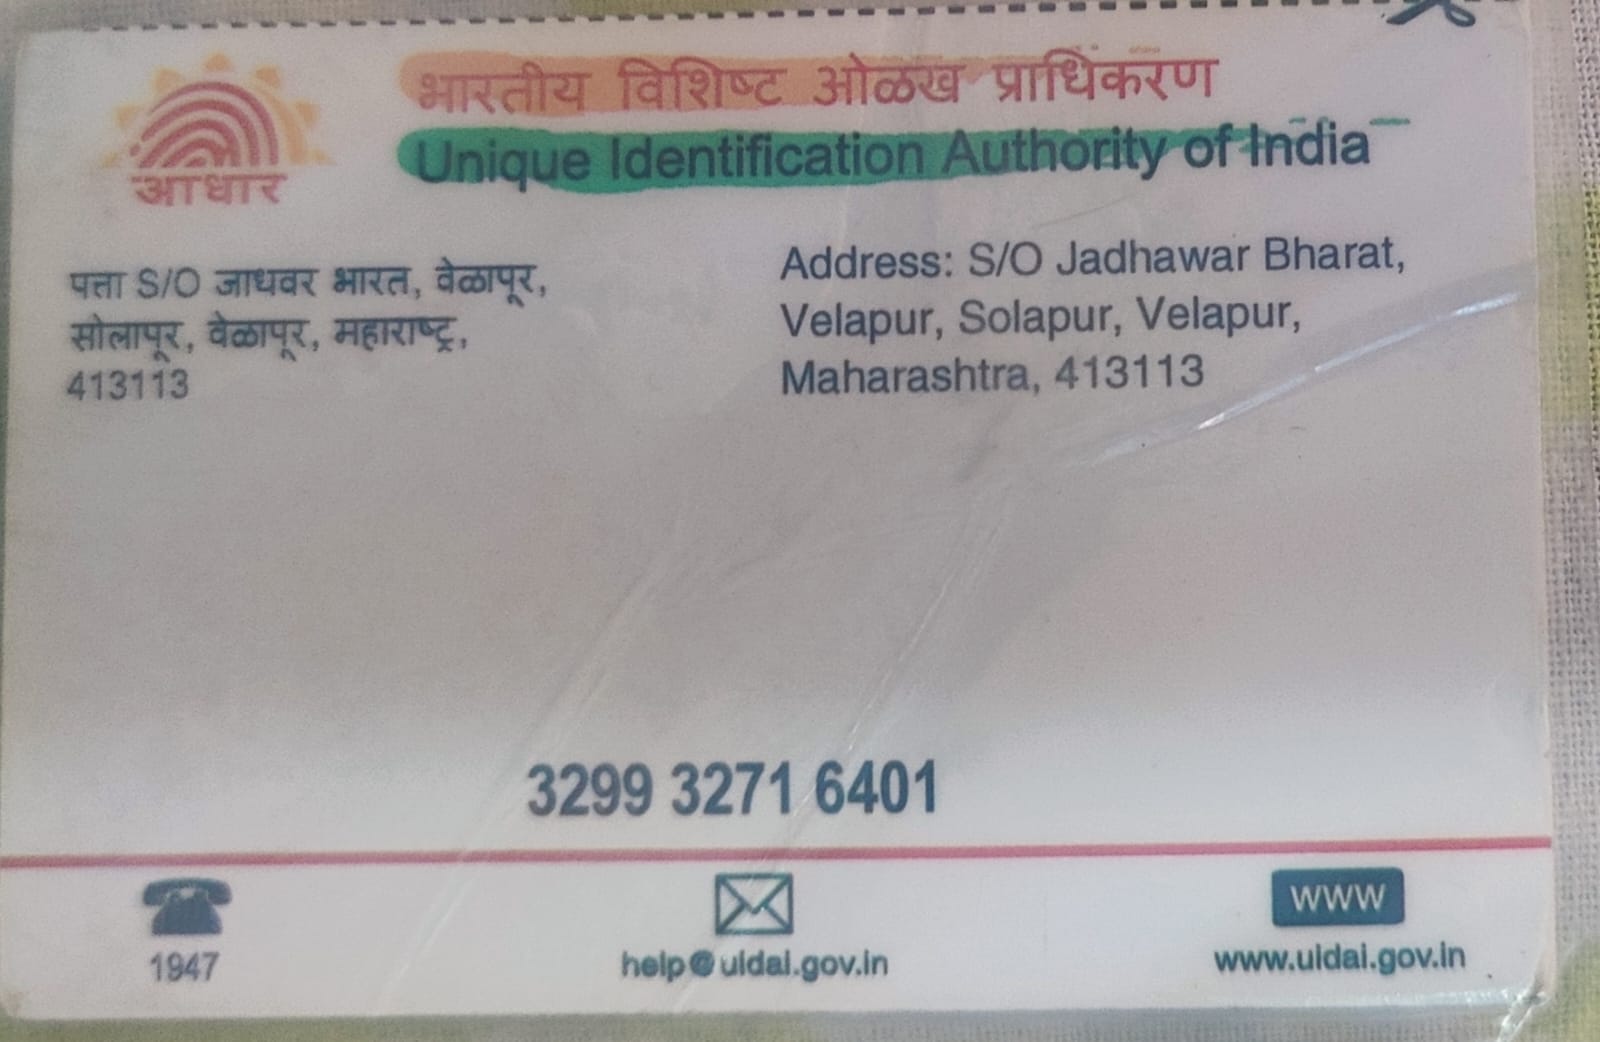 भारतीय विशिष्ट ओळख प्राधिकरण
Unique Identification Authority of India
आधार
पत्ता S/O जाधवर भारत, वेळापूर,
सोलापूर, वेळापूर, महाराष्ट्र,
413113
Address: S/O Jadhawar Bharat,
Velapur, Solapur, Velapur,
Maharashtra, 413113
3299 3271 6401
1947
help@uidai.gov.in
www
www.uidai.gov.in